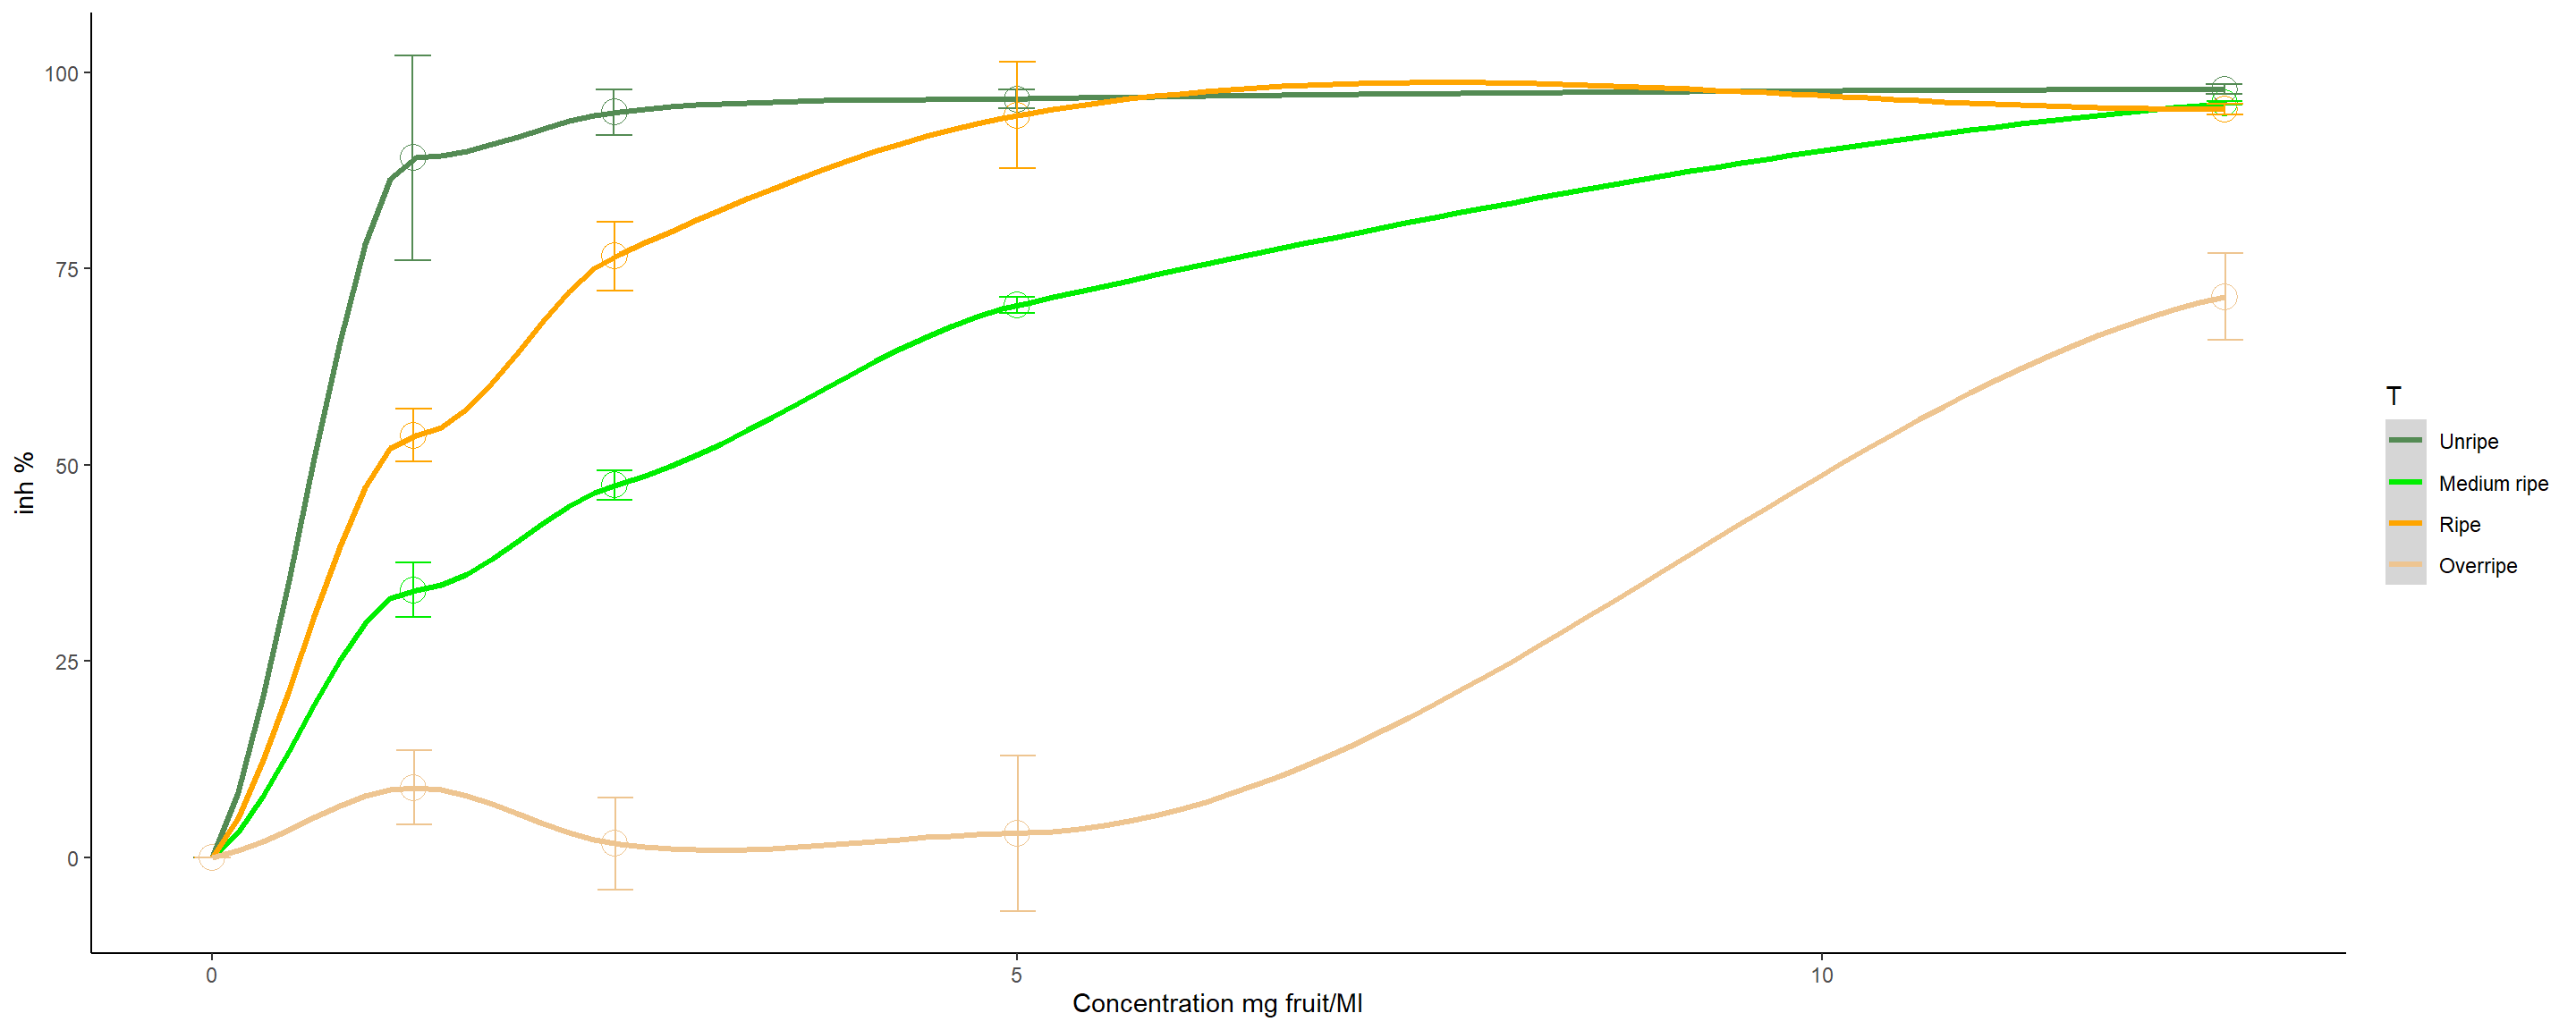 100
75
50
25
0
inh %
0
5
10
Concentration mg fruit/Ml
T
Unripe
Medium ripe
Ripe
Overripe